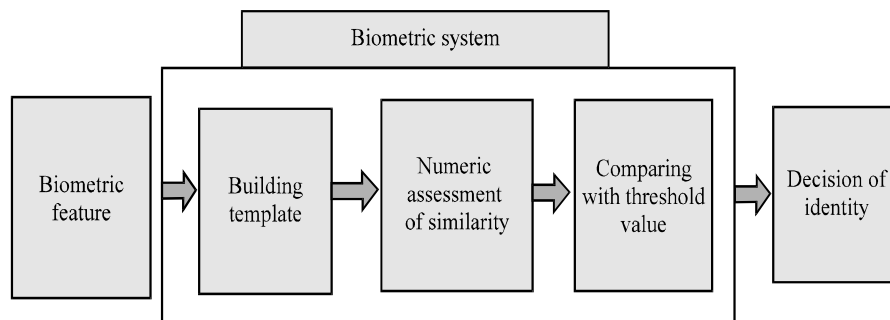 Biometric system
Biometric
feature
Building
template
Numeric
assessment
of similarity
Comparing
with threshold
value
Decision of
identity